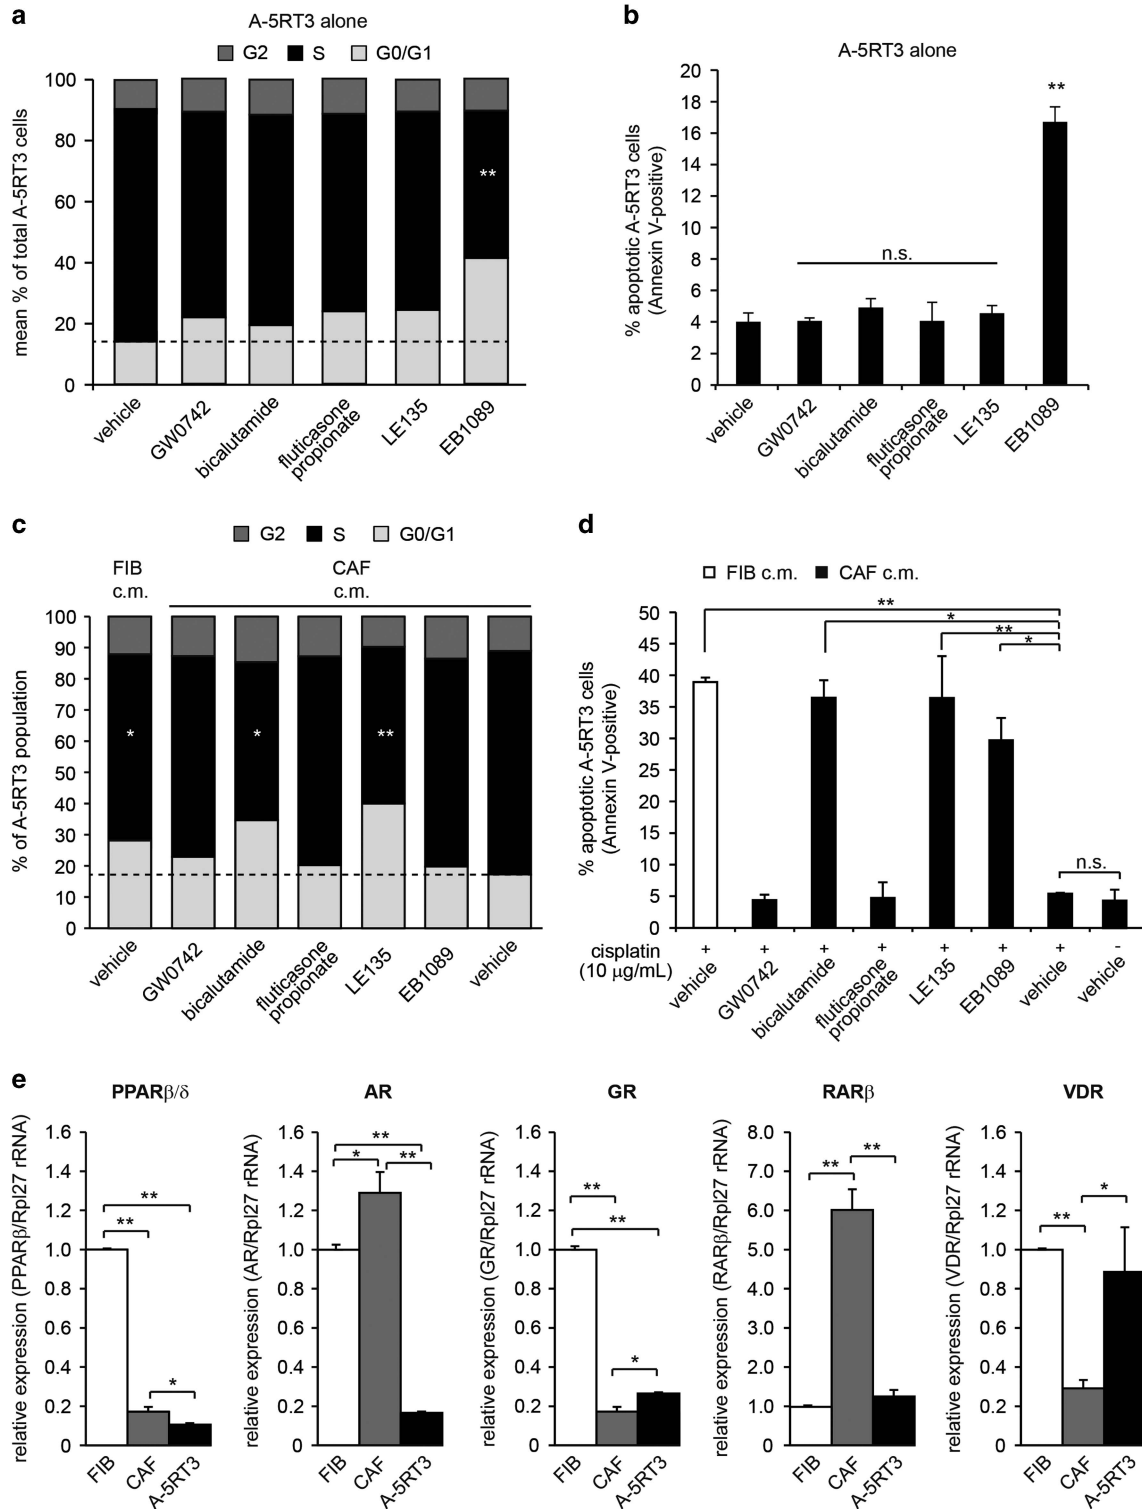 a
A-5RT3 alone
G2 S G0/G1
mean % of total A-5RT3 cells
100
80
60
40
20
0
**
vehicle
GW0742
bicalutamide
fluticasone
propionate
LE135
EB1089
b
A-5RT3 alone
% apoptotic A-5RT3 cells
(Annexin V-positive)
20
18
16
14
12
10
8
6
4
2
0
n.s.
**
vehicle
GW0742
bicalutamide
fluticasone
propionate
LE135
EB1089
c
G2 S G0/G1
FIB
c.m.
CAF
c.m.
% of A-5RT3 population
100
90
80
70
60
50
40
30
20
10
0
* * **
vehicle
GW0742
bicalutamide
fluticasone
propionate
LE135
EB1089
vehicle
d
FIB c.m. CAF c.m.
% apoptotic A-5RT3 cells
(Annexin V-positive)
50
45
40
35
30
25
20
15
10
5
0
**
*
**
*
n.s.
cisplatin + + + + + + + -
(10 μg/mL)
vehicle
GW0742
bicalutamide
fluticasone
propionate
LE135
EB1089
vehicle
vehicle
e
PPARβ/δ
relative expression (PPARβ/Rpl27 rRNA)
1.6
1.4
1.2
1.0
0.8
0.6
0.4
0.2
0
**
**
*
FIB
CAF
A-5RT3
AR
relative expression (AR/Rpl27 rRNA)
1.6
1.4
1.2
1.0
0.8
0.6
0.4
0.2
0
**
* **
FIB
CAF
A-5RT3
GR
relative expression (GR/Rpl27 rRNA)
1.6
1.4
1.2
1.0
0.8
0.6
0.4
0.2
0
**
**
*
FIB
CAF
A-5RT3
RARβ
relative expression (RARβ/Rpl27 rRNA)
8.0
7.0
6.0
5.0
4.0
3.0
2.0
1.0
0
**
**
FIB
CAF
A-5RT3
VDR
relative expression (VDR/Rpl27 rRNA)
1.6
1.4
1.2
1.0
0.8
0.6
0.4
0.2
0
*
**
FIB
CAF
A-5RT3